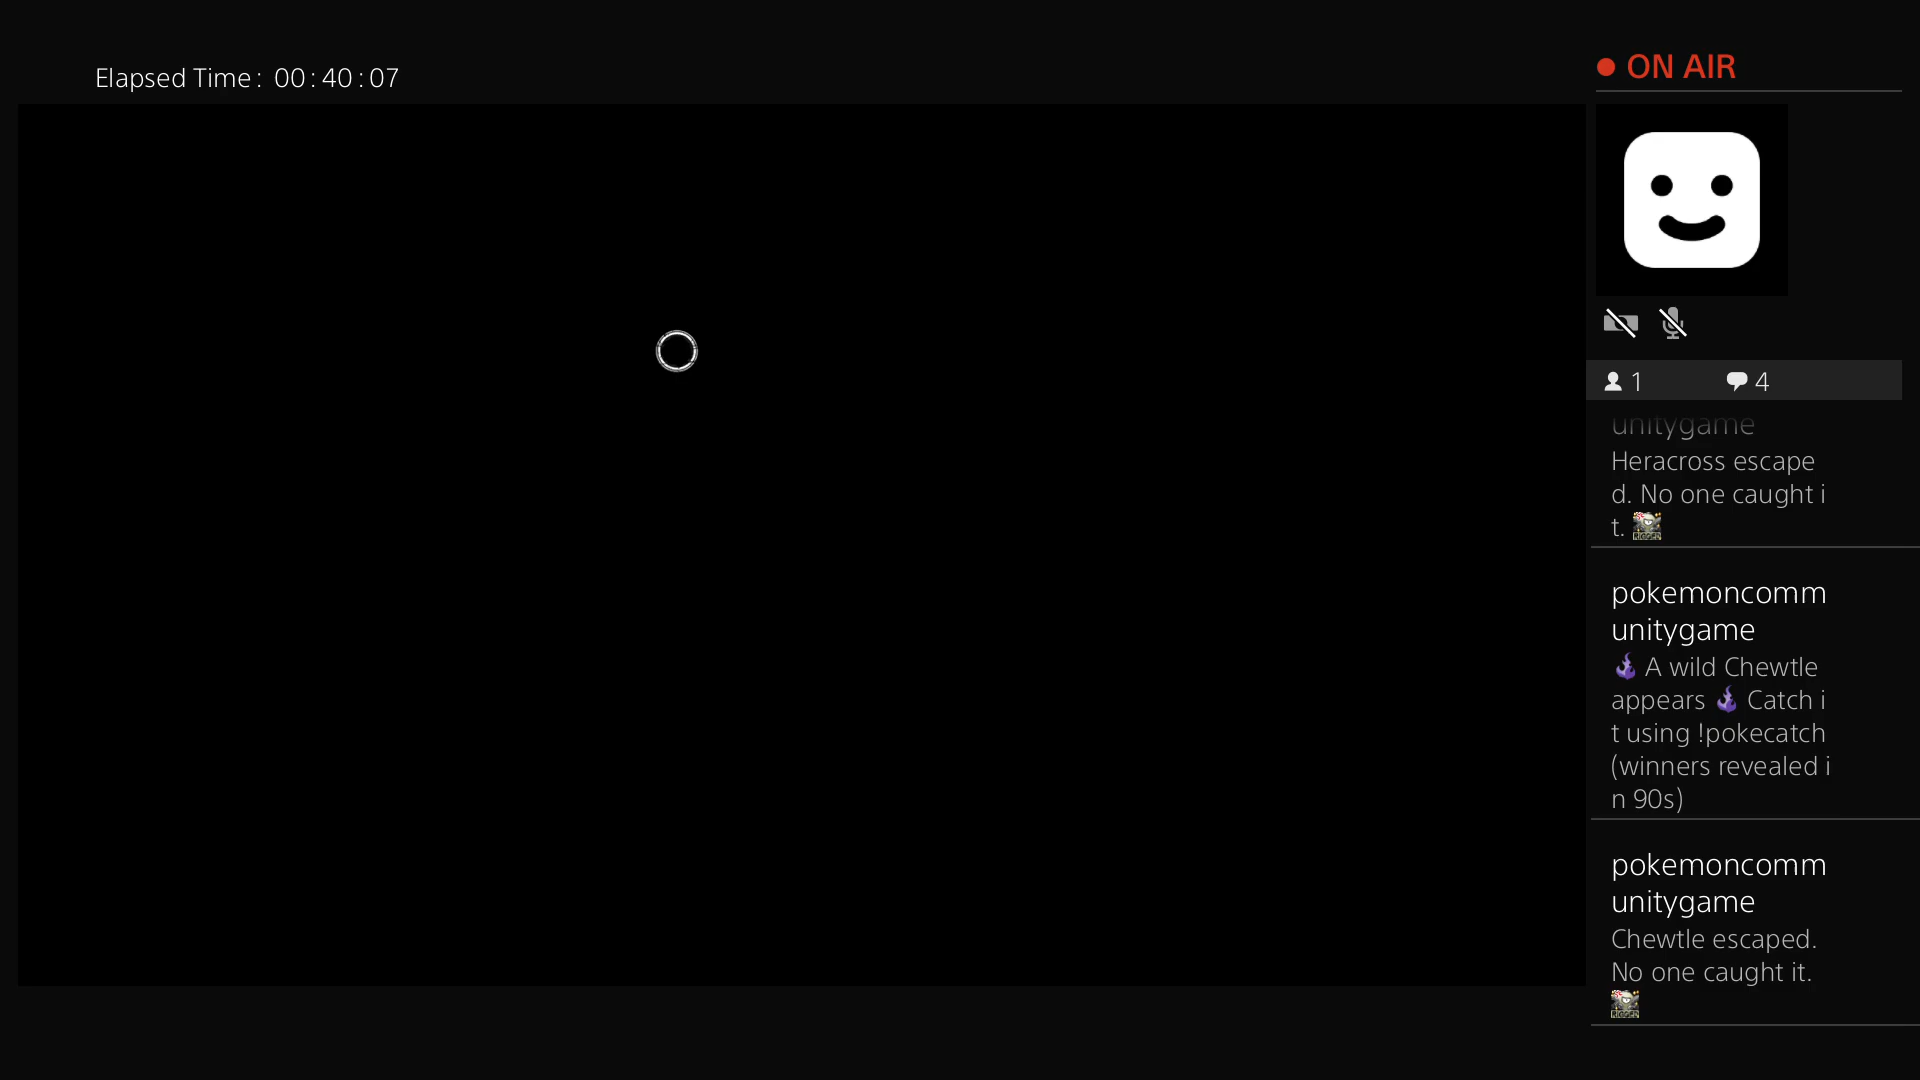 Elapsed Time: 00:40:07
ON AIR
1
4
unitygame
Heracross escape
d. No one caught i
t.
pokemoncomm
unitygame
A wild Chewtle
appears Catch i
t using !pokecatch
(winners revealed i
n 90s)
pokemoncomm
unitygame
Chewtle escaped.
No one caught it.